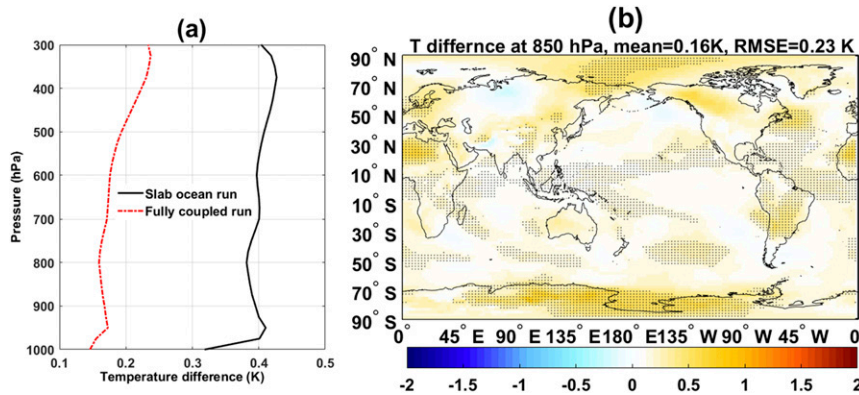 (a)
300
400
500
600
700
800
900
1000
Pressure (hPa)
Slab ocean run
Fully coupled run
0.1 0.2 0.3 0.4 0.5
Temperature difference (K)
(b)
T differnce at 850 hPa, mean=0.16K, RMSE=0.23 K
90° N
70° N
50° N
30° N
10° N
10° S
30° S
50° S
70° S
90° S
0° 45° E 90° E 135° E 180° E 135° W 90° W 45° W 0
-2 -1.5 -1 -0.5 0 0.5 1 1.5 2